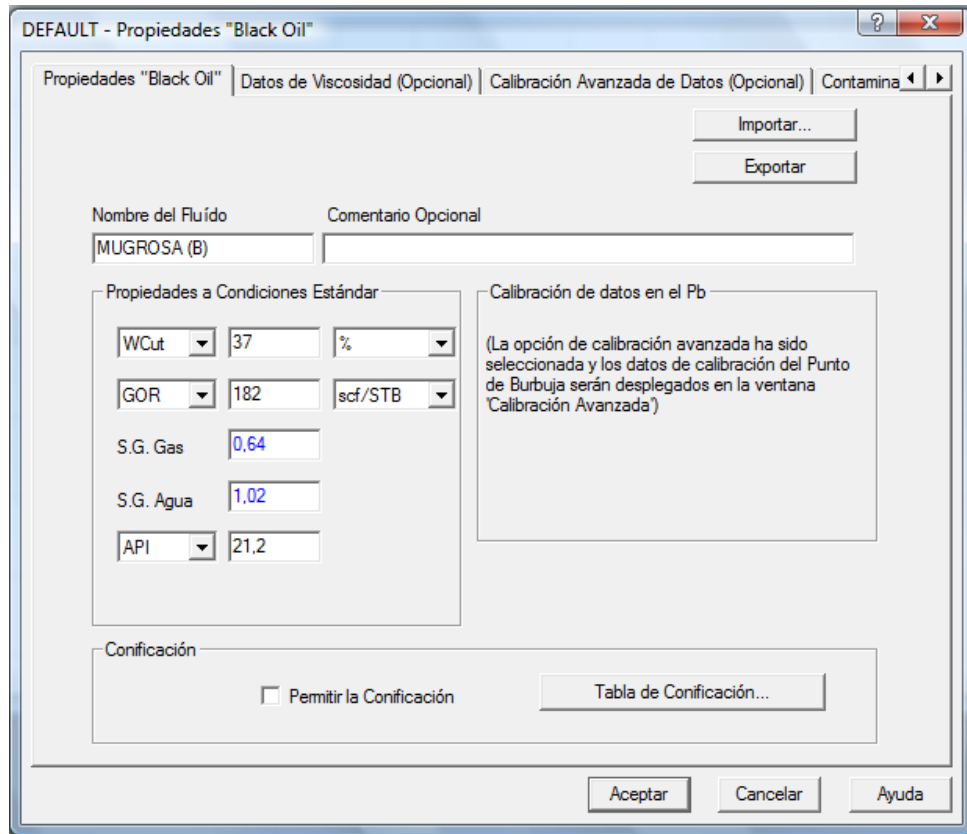 DEFAULT - Propiedades "Black Oil"
Propiedades "Black Oil" Datos de Viscosidad (Opcional) Calibración Avanzada de Datos (Opcional) Contamina
Importar...
Exportar
Nombre del Fluído Comentario Opcional
MUGROSA (B)
Propiedades a Condiciones Estándar
WCut 37 %
GOR 182 scf/STB
S.G. Gas 0,64
S.G. Agua 1,02
API 21,2
Calibración de datos en el Pb
(La opción de calibración avanzada ha sido
seleccionada y los datos de calibración del Punto
de Burbuja serán desplegados en la ventana
'Calibración Avanzada')
Conificación
Permitir la Conificación Tabla de Conificación...
Aceptar Cancelar Ayuda